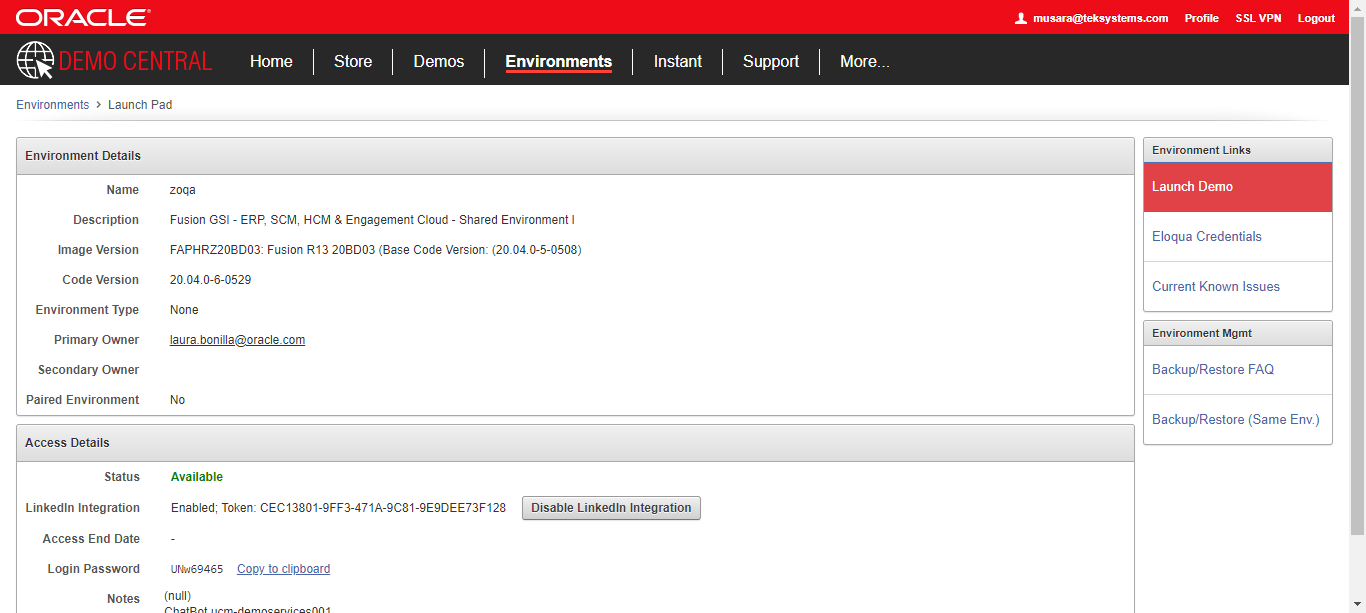 ORACLE®
musara@teksystems.com Profile SSL VPN Logout
DEMO CENTRAL Home Store Demos Environments Instant Support More...
Environments > Launch Pad
Environment Details
Name zoqa
Description Fusion GSI - ERP, SCM, HCM & Engagement Cloud - Shared Environment I
Image Version FAPHRZ20BD03: Fusion R13 20BD03 (Base Code Version: (20.04.0-5-0508)
Code Version 20.04.0-6-0529
Environment Type None
Primary Owner laura.bonilla@oracle.com
Secondary Owner
Paired Environment No
Access Details
Status Available
LinkedIn Integration Enabled; Token: CEC13801-9FF3-471A-9C81-9E9DEE73F128 Disable LinkedIn Integration
Access End Date -
Login Password UNw69465 Copy to clipboard
Notes (null)
ChatBot ucm-demoservices001
Environment Links
Launch Demo
Eloqua Credentials
Current Known Issues
Environment Mgmt
Backup/Restore FAQ
Backup/Restore (Same Env.)